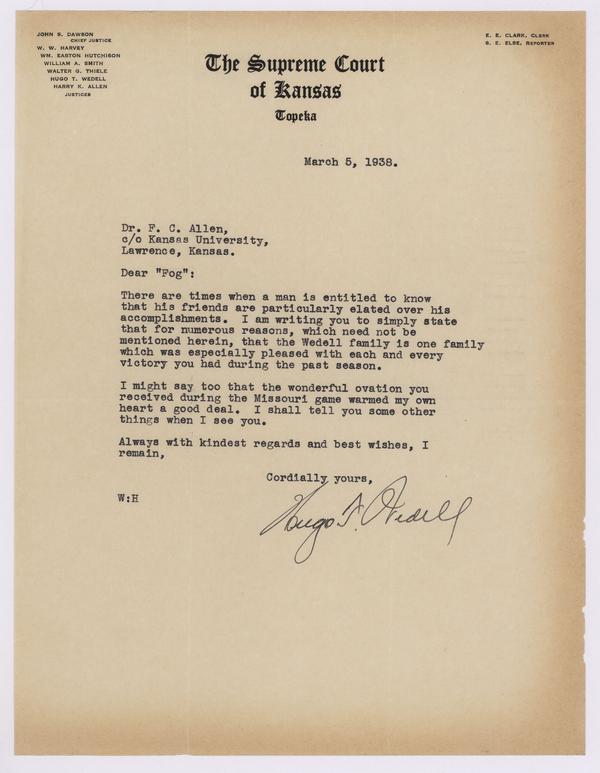 JOHN S. DAWSON
CHIEF JUSTICE
W. W. HARVEY
WM. EASTON HUTCHISON
WILLIAM A. SMITH
WALTER G. THIELE
HUGO T. WEDELL
HARRY K. ALLEN
JUSTICES
E. E. CLARK, CLERK
S. E. ELSE, REPORTER
The Supreme Court
of Kansas
Topeka
March 5, 1938.
Dr. F. C. Allen,
c/o Kansas University,
Lawrence, Kansas.
Dear "Fog":
There are times when a man is entitled to know
that his friends are particularly elated over his
accomplishments. I am writing you to simply state
that for numerous reasons, which need not be
mentioned herein, that the Wedell family is one family
which was especially pleased with each and every
victory you had during the past season.
I might say too that the wonderful ovation you
received during the Missouri game warmed my own
heart a good deal. I shall tell you some other
things when I see you.
Always with kindest regards and best wishes, I
remain,
Cordially yours,
W:H
Hugo T. Wedell